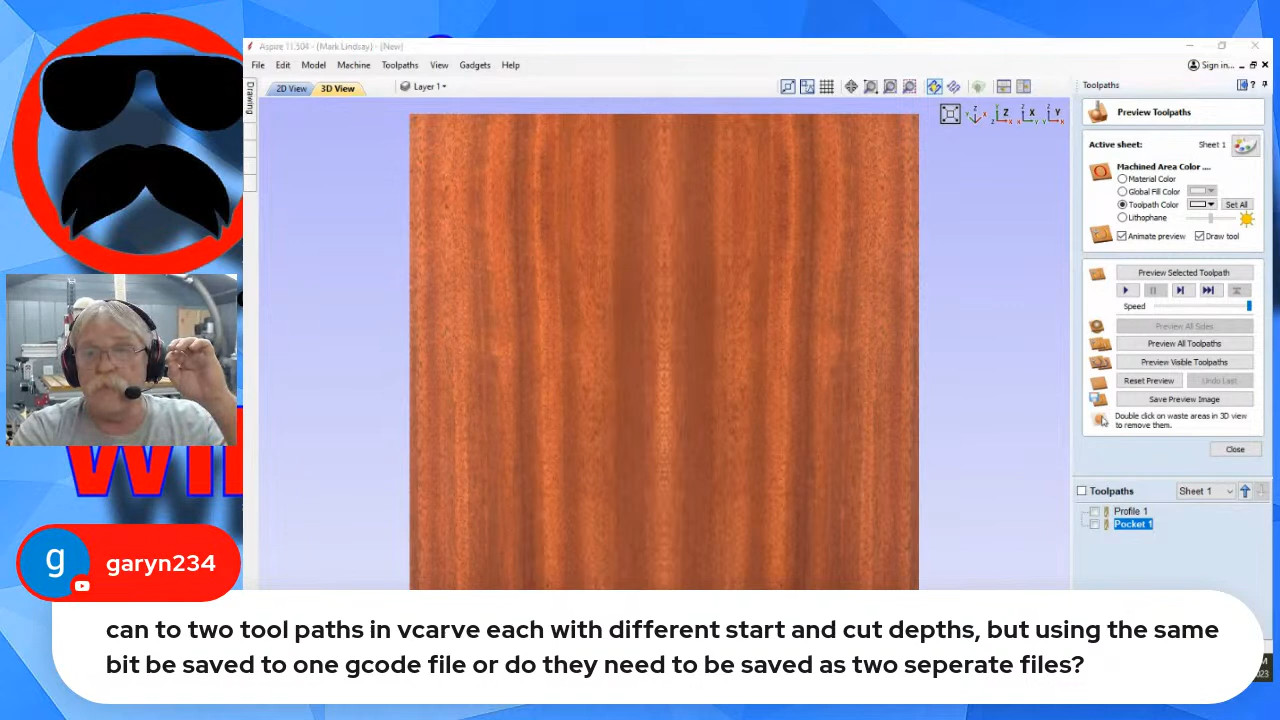 Aspire 11.504 - {Mark Lindsay} - [New]
File Edit Model Machine Toolpaths View Gadgets Help
Sign in...
Drawing
2D View
3D View
Layer 1
Toolpaths
Preview Toolpaths
Active sheet: Sheet 1
Machined Area Color ....
Material Color
Global Fill Color
Toolpath Color
Set All
Lithophane
Animate preview
Draw tool
Preview Selected Toolpath
Speed
Preview All Sides
Preview All Toolpaths
Preview Visible Toolpaths
Reset Preview
Undo Last
Save Preview Image
Double click on waste areas in 3D view
to remove them.
Close
Toolpaths
Sheet 1
Profile 1
Pocket 1
g
garyn234
can to two tool paths in vcarve each with different start and cut depths, but using the same
bit be saved to one gcode file or do they need to be saved as two seperate files?